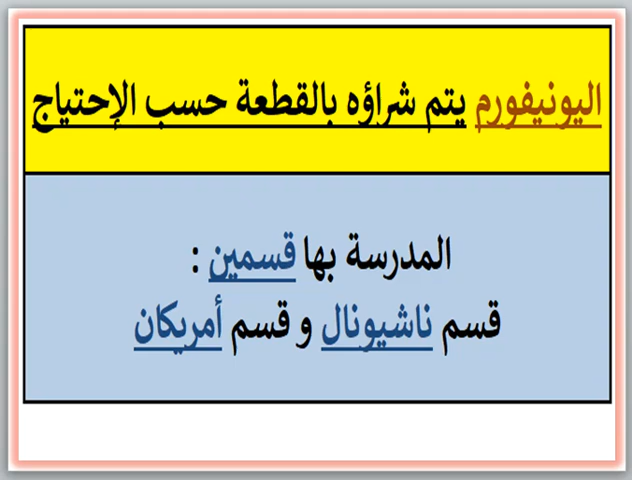 اليونيفورم يتم شراؤه بالقطعة حسب الإحتياج
المدرسة بها قسمين :
قسم ناشيونال و قسم أمريكان